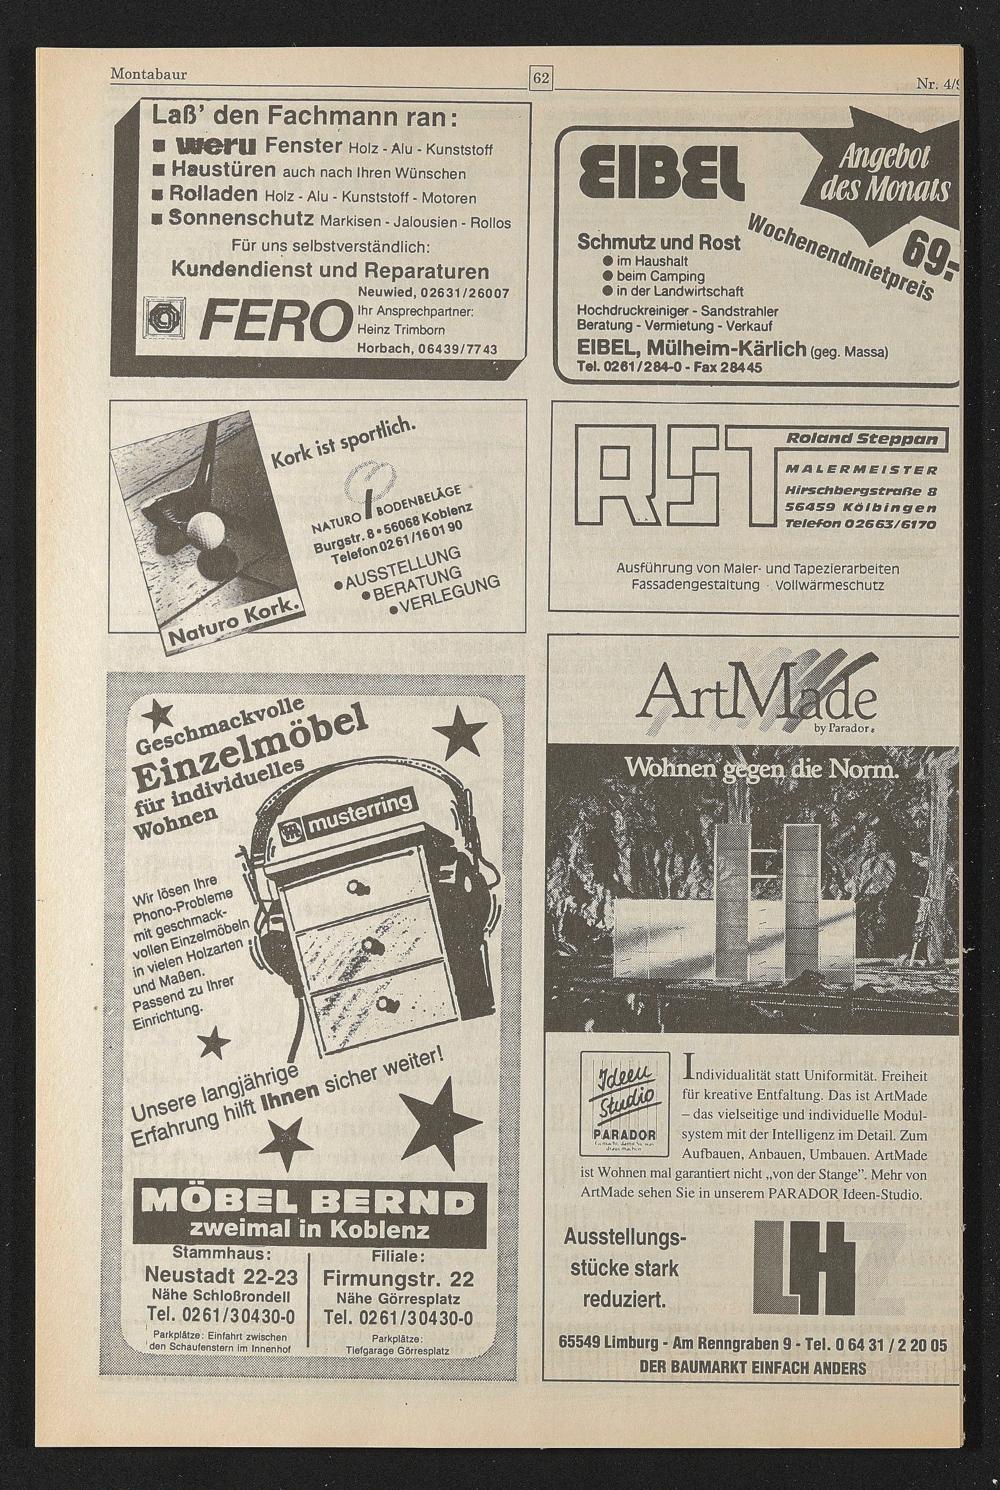 Montabaur
62
Nr. 4/9
Laß' den Fachmann ran:
■ weru Fenster Holz - Alu - Kunststoff
■ Haustüren auch nach Ihren Wünschen
■ Rolladen Holz - Alu - Kunststoff - Motoren
■ Sonnenschutz Markisen - Jalousien - Rollos
Für uns selbstverständlich:
Kundendienst und Reparaturen
FERO
Neuwied, 02631/26007
Ihr Ansprechpartner:
Heinz Trimborn
Horbach, 06439/7743
EIBEL
Angebot
des Monats
Wochenendmietpreis
69.-
Schmutz und Rost
● im Haushalt
● beim Camping
● in der Landwirtschaft
Hochdruckreiniger - Sandstrahler
Beratung - Vermietung - Verkauf
EIBEL, Mülheim-Kärlich (geg. Massa)
Tel. 0261/284-0 - Fax 28445
Kork ist sportlich.
NATURO BODENBELÄGE
Burgstr. 8 • 56068 Koblenz
Telefon 0261/160190
● AUSSTELLUNG
● BERATUNG
● VERLEGUNG
Naturo Kork.
RST
Roland Steppan
MALERMEISTER
Hirschbergstraße 8
56459 Kölbingen
Telefon 02663/6170
Ausführung von Maler- und Tapezierarbeiten
Fassadengestaltung · Vollwärmeschutz
Geschmackvolle
Einzelmöbel
für individuelles
Wohnen
musterring
Wir lösen Ihre
Phono-Probleme
mit geschmack-
vollen Einzelmöbeln
in vielen Holzarten
und Maßen.
Passend zu Ihrer
Einrichtung.
Unsere langjährige
Erfahrung hilft Ihnen sicher weiter!
MÖBEL BERND
zweimal in Koblenz
Stammhaus:
Neustadt 22-23
Nähe Schloßrondell
Tel. 0261/30430-0
Parkplätze: Einfahrt zwischen
den Schaufenstern im Innenhof
Filiale:
Firmungstr. 22
Nähe Görresplatz
Tel. 0261/30430-0
Parkplätze:
Tiefgarage Görresplatz
ArtMade
by Parador
Wohnen gegen die Norm.
Ideen
Studio
PARADOR
Individualität statt Uniformität. Freiheit
für kreative Entfaltung. Das ist ArtMade
– das vielseitige und individuelle Modul-
system mit der Intelligenz im Detail. Zum
Aufbauen, Anbauen, Umbauen. ArtMade
ist Wohnen mal garantiert nicht „von der Stange”. Mehr von
ArtMade sehen Sie in unserem PARADOR Ideen-Studio.
Ausstellungs-
stücke stark
reduziert.
LH
65549 Limburg - Am Renngraben 9 - Tel. 0 64 31 / 2 20 05
DER BAUMARKT EINFACH ANDERS